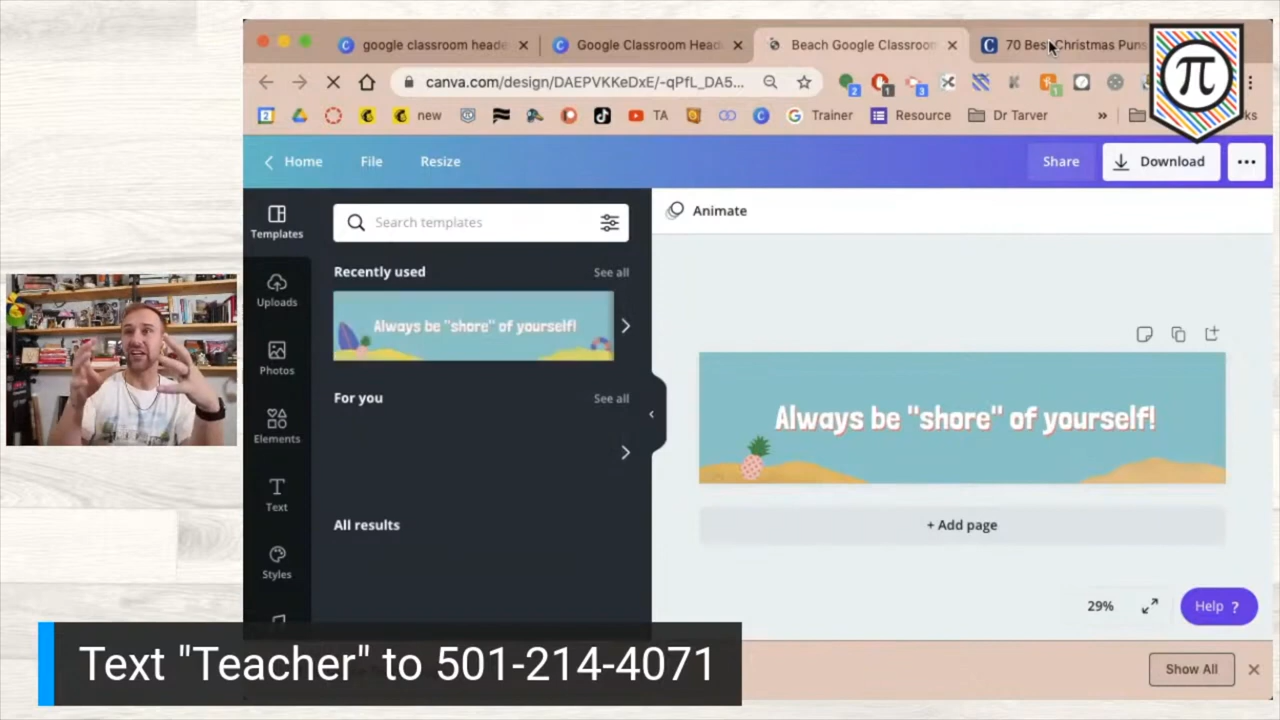 google classroom heade
Google Classroom Head
Beach Google Classroom
70 Best Christmas Puns
canva.com/design/DAEPVKKeDxE/-qPfL_DA5...
new
TA
Trainer
Resource
Dr Tarver
»
ks
π
Home
File
Resize
Share
Download
Templates
Search templates
Animate
Uploads
Recently used
See all
Always be "shore" of yourself!
Photos
For you
See all
Always be "shore" of yourself!
Elements
Text
All results
+ Add page
Styles
29%
Help ?
Text "Teacher" to 501-214-4071
Show All